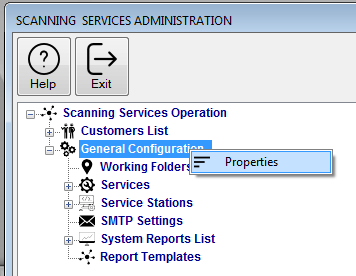 SCANNING SERVICES ADMINISTRATION
Help Exit
Scanning Services Operation
Customers List
General Configuration
Working Folders
Properties
Services
Service Stations
SMTP Settings
System Reports List
Report Templates